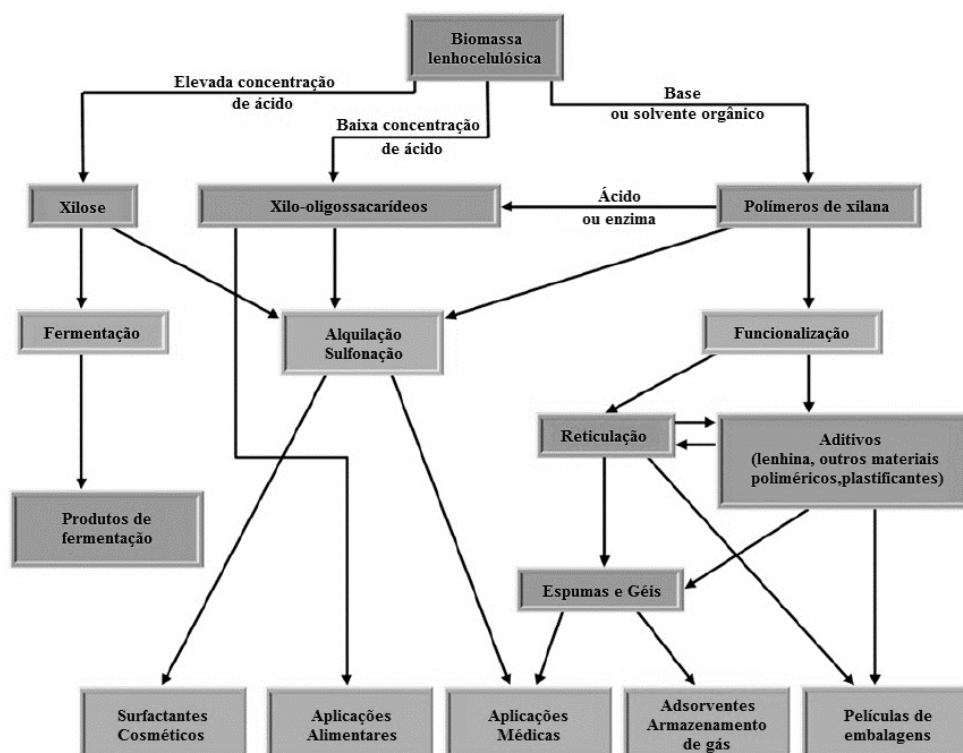 Biomassa
lenhocelulósica
Elevada concentração
de ácido
Baixa concentração
de ácido
Base
ou solvente orgânico
Xilose
Xilo-oligossacarídeos
Ácido
ou enzima
Polímeros de xilana
Fermentação
Alquilação
Sulfonação
Funcionalização
Reticulação
Aditivos
(lenhina, outros materiais
poliméricos,plastificantes)
Produtos de
fermentação
Espumas e Géis
Surfactantes
Cosméticos
Aplicações
Alimentares
Aplicações
Médicas
Adsorventes
Armazenamento
de gás
Películas de
embalagens